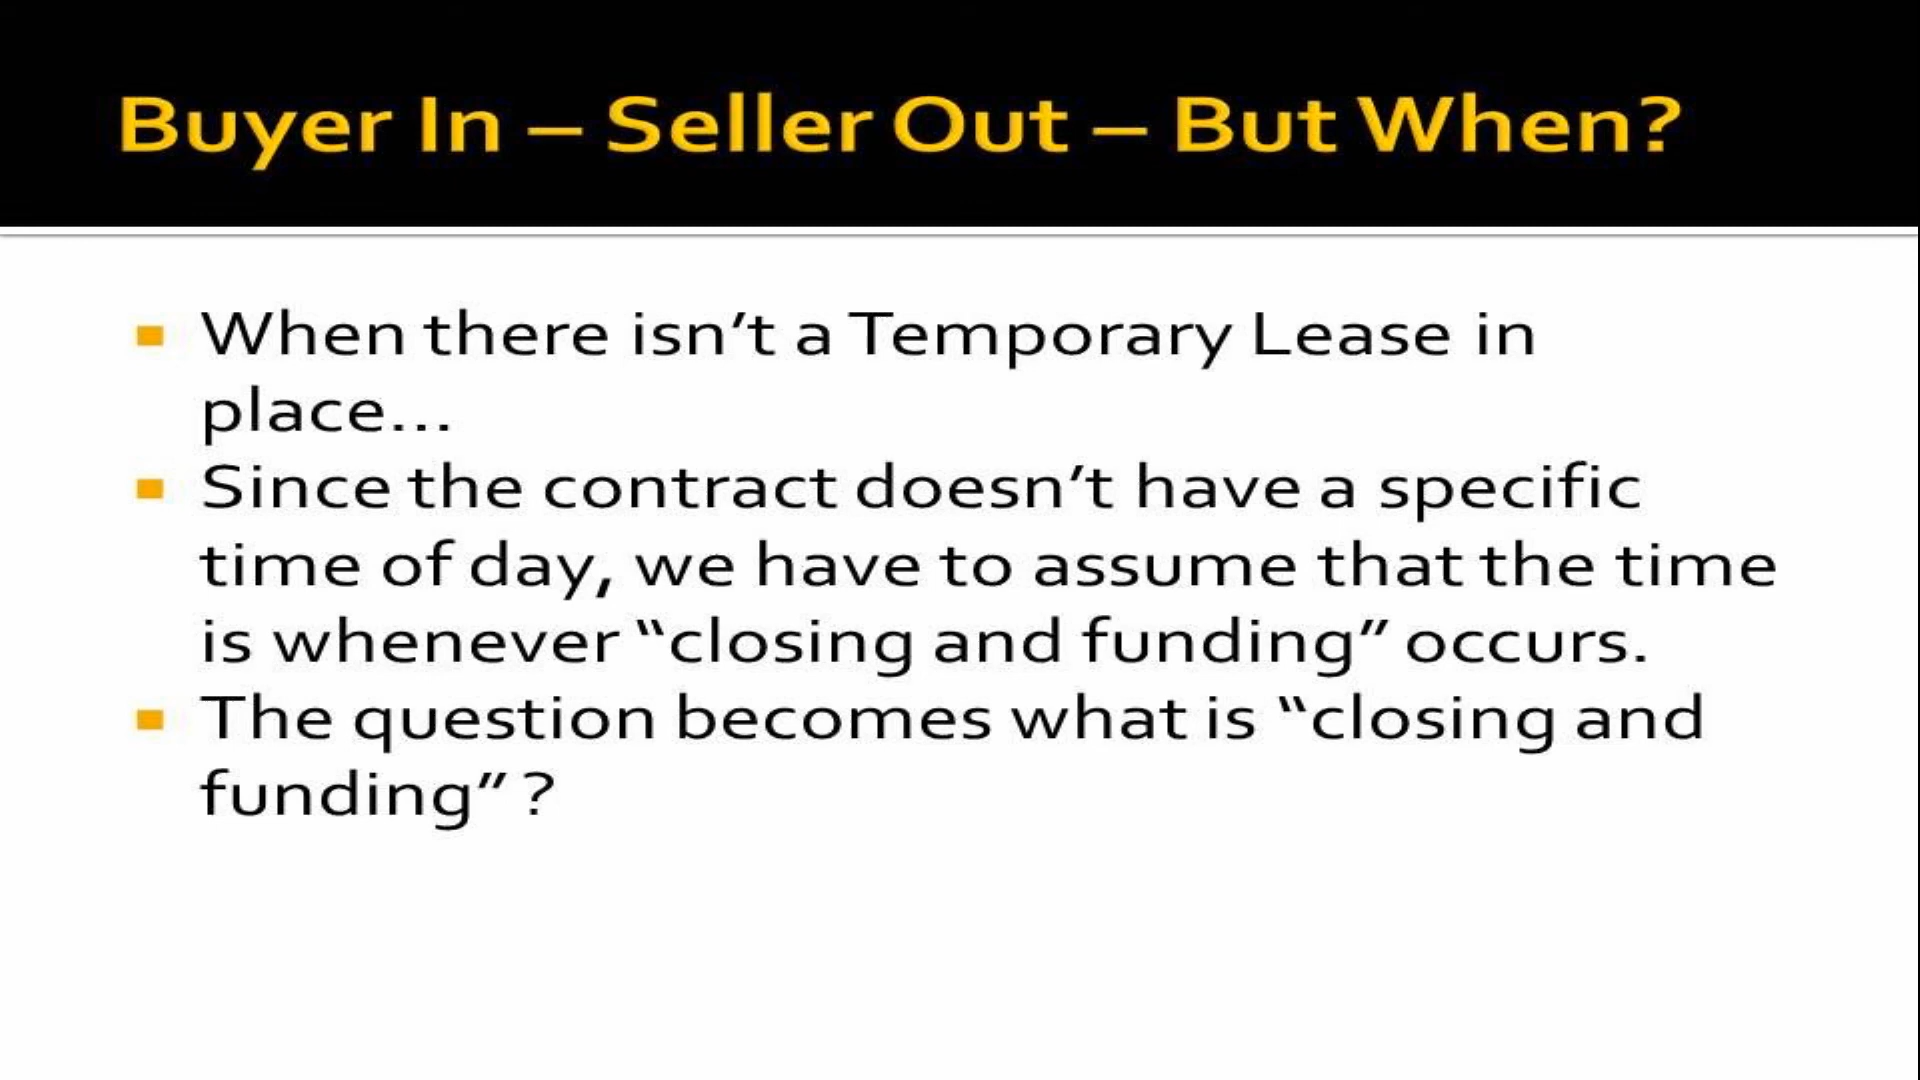 Buyer In – Seller Out – But When?
When there isn’t a Temporary Lease in
place...
Since the contract doesn’t have a specific
time of day, we have to assume that the time
is whenever “closing and funding” occurs.
The question becomes what is “closing and
funding” ?